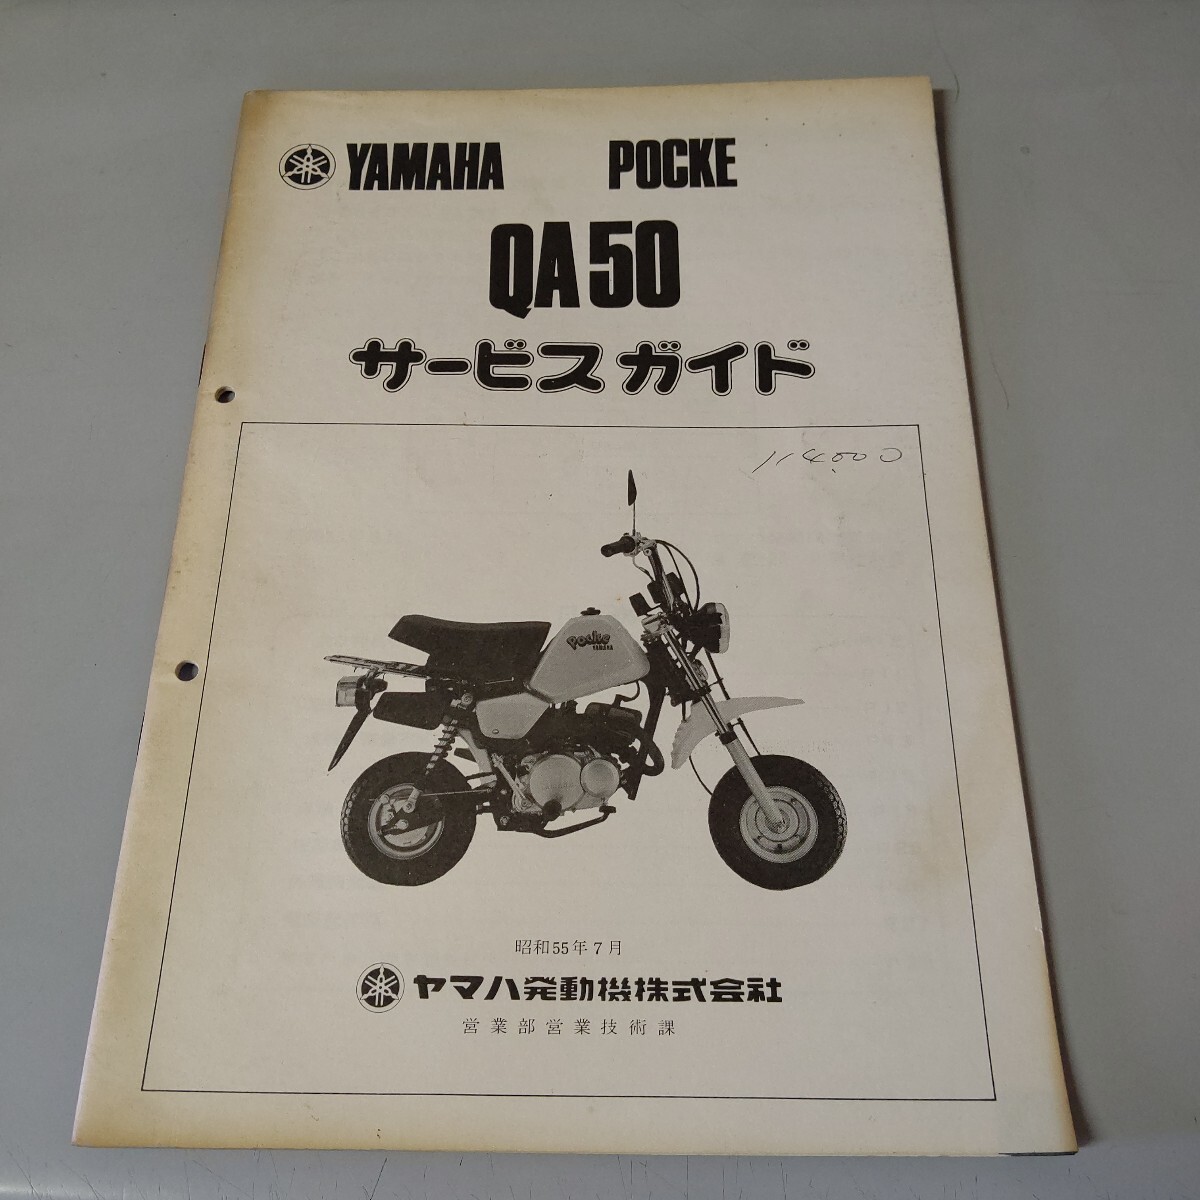 YAMAHA POCKE
QA50
サービスガイド
114000
Pocke
YAMAHA
昭和55年7月
ヤマハ発動機株式会社
営業部営業技術課